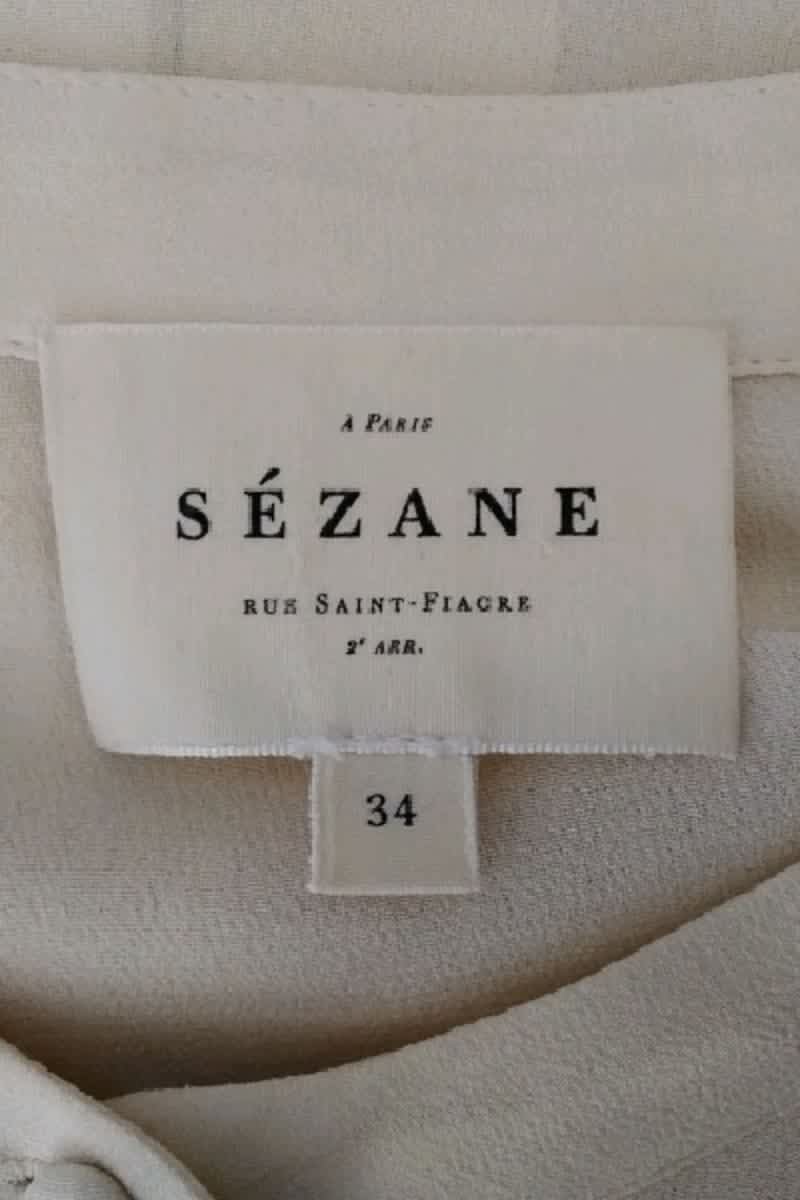 À PARIS
SÉZANE
RUE SAINT-FIACRE
2e ARR.
34